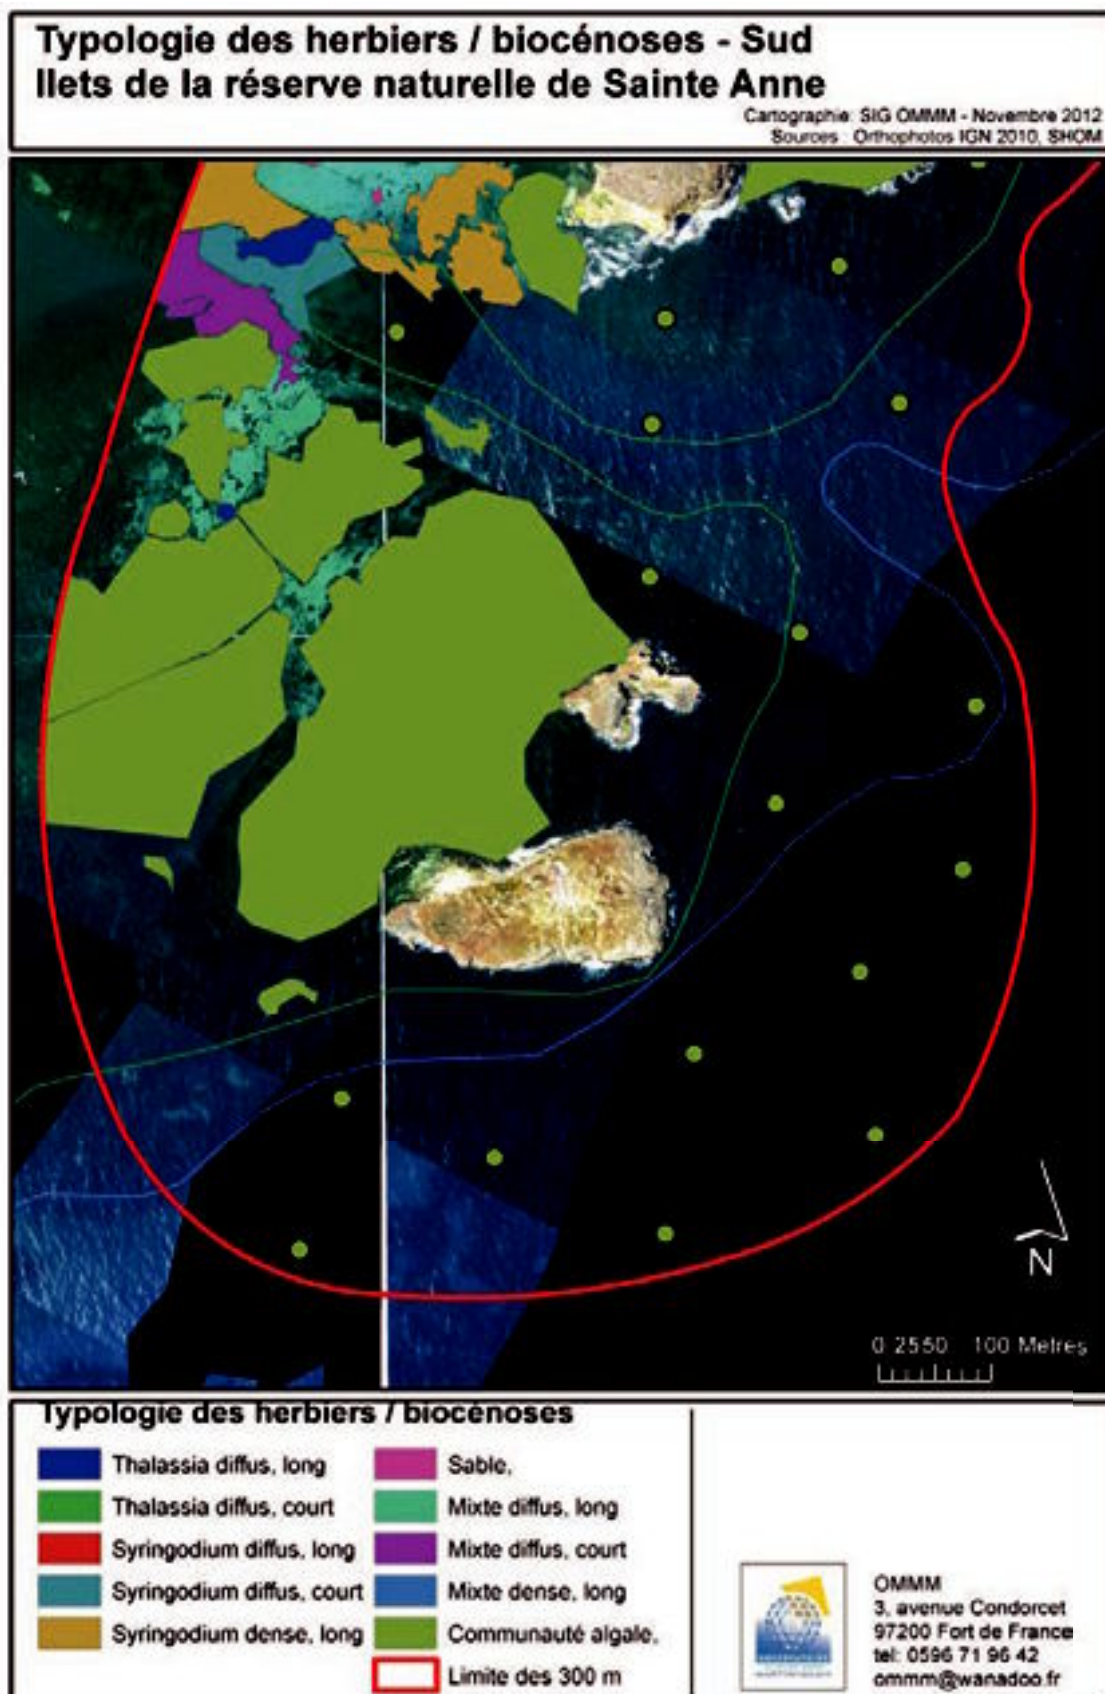 Typologie des herbiers / biocénoses - Sud
Ilets de la réserve naturelle de Sainte Anne
Cartographie: SIG OMMM - Novembre 2012
Sources : Orthophotos IGN 2010, SHOM
N
0 25 50 100 Metres
Typologie des herbiers / biocénoses
Thalassia diffus, long
Thalassia diffus, court
Syringodium diffus, long
Syringodium diffus, court
Syringodium dense, long
Sable,
Mixte diffus, long
Mixte diffus, court
Mixte dense, long
Communauté algale,
Limite des 300 m
OMMM
3, avenue Condorcet
97200 Fort de France
tel: 0596 71 96 42
ommm@wanadoo.fr